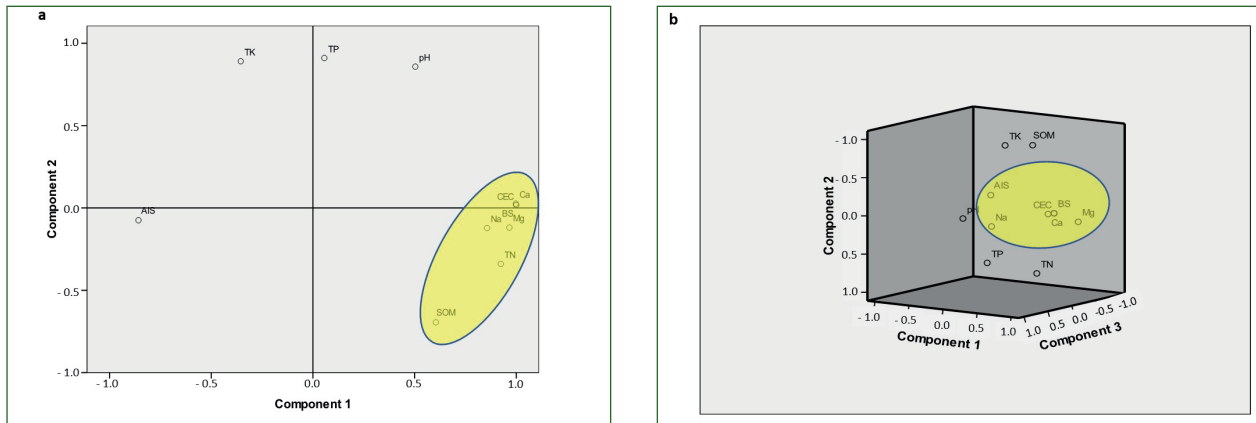 a
1.0
TK
TP
pH
0.5
Component 2
CEC
Ca
0.0
AIS
BS
Na
Mg
TN
- 0.5
SOM
- 1.0
- 1.0
- 0.5
0.0
0.5
1.0
Component 1
b
- 1.0
TK
SOM
- 0.5
AIS
Component 2
0.0
pH
Na
CEC
BS
Ca
Mg
0.5
TP
TN
1.0
- 1.0
- 0.5
0.0
0.5
1.0
Component 1
1.0
0.5
0.0
-0.5
-1.0
Component 3